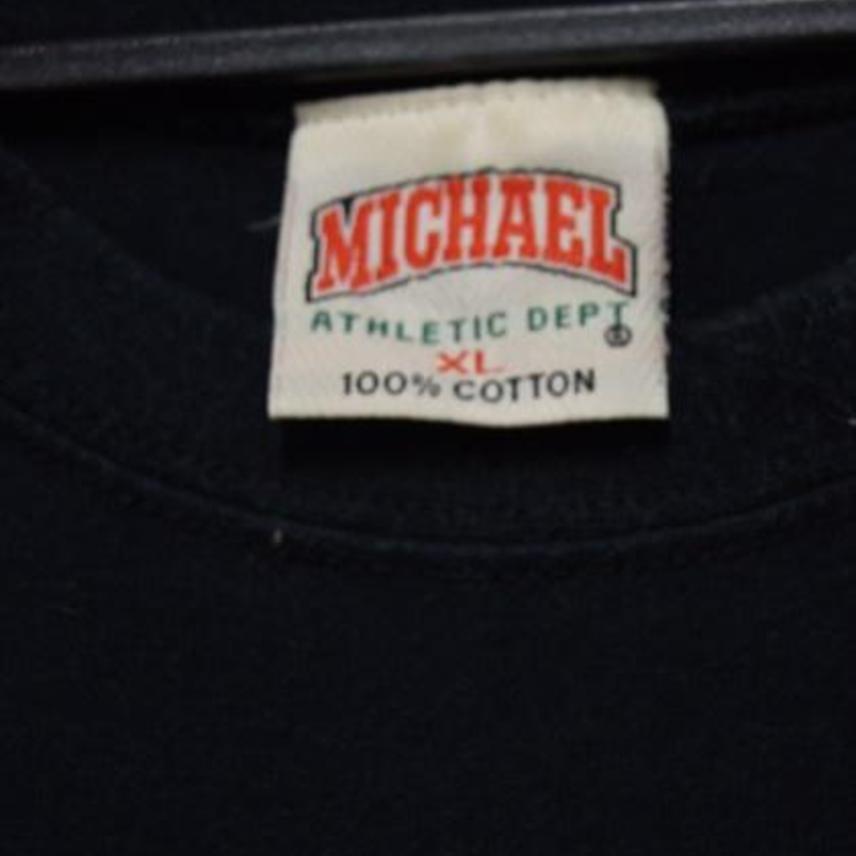 MICHAEL
ATHLETIC DEPT
®
XL
100% COTTON